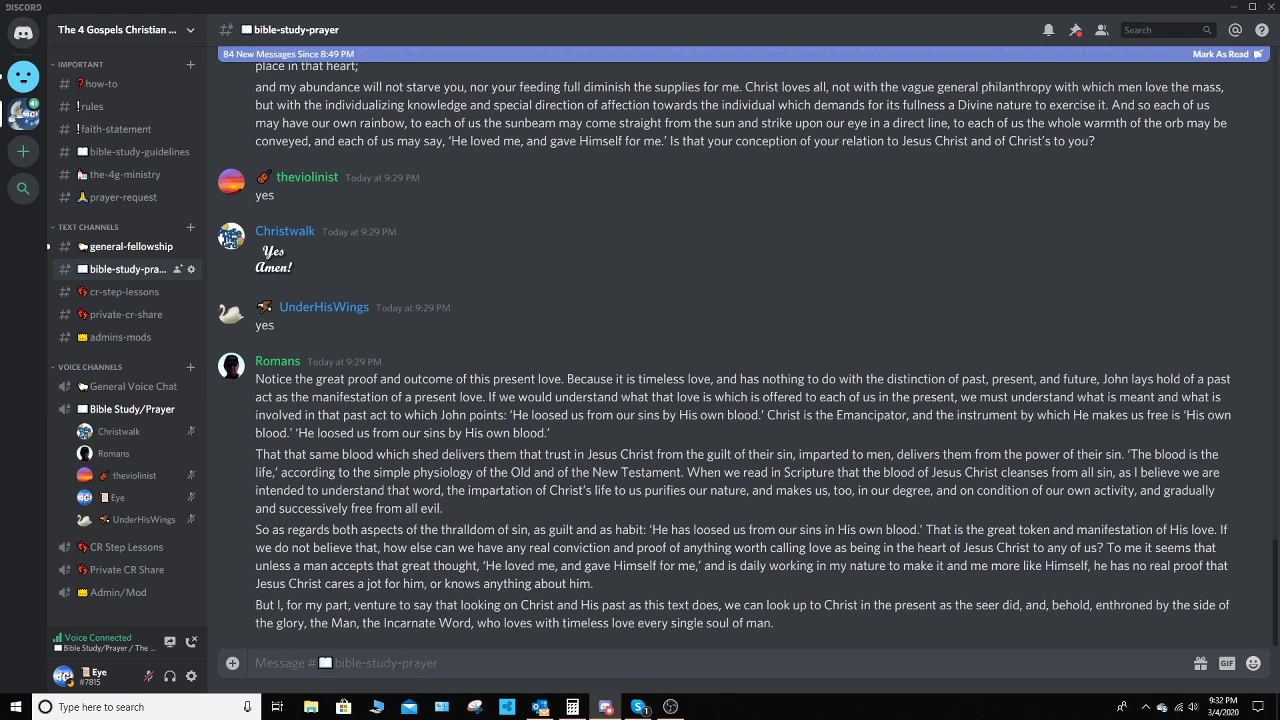 DISCORD
The 4 Gospels Christian ...
bible-study-prayer
Search
84 New Messages Since 8:49 PM
Mark As Read
IMPORTANT
how-to
rules
faith-statement
bible-study-guidelines
the-4g-ministry
prayer-request
TEXT CHANNELS
general-fellowship
bible-study-pra...
cr-step-lessons
private-cr-share
admins-mods
VOICE CHANNELS
General Voice Chat
Bible Study/Prayer
Christwalk
Romans
theviolinist
Eye
UnderHisWings
CR Step Lessons
Private CR Share
Admin/Mod
Voice Connected
Bible Study/Prayer / The ...
Eye
#7815
place in that heart;
and my abundance will not starve you, nor your feeding full diminish the supplies for me. Christ loves all, not with the vague general philanthropy with which men love the mass,
but with the individualizing knowledge and special direction of affection towards the individual which demands for its fullness a Divine nature to exercise it. And so each of us
may have our own rainbow, to each of us the sunbeam may come straight from the sun and strike upon our eye in a direct line, to each of us the whole warmth of the orb may be
conveyed, and each of us may say, ‘He loved me, and gave Himself for me.’ Is that your conception of your relation to Jesus Christ and of Christ's to you?
theviolinist Today at 9:29 PM
yes
Christwalk Today at 9:29 PM
Yes
Amen!
UnderHisWings Today at 9:29 PM
yes
Romans Today at 9:29 PM
Notice the great proof and outcome of this present love. Because it is timeless love, and has nothing to do with the distinction of past, present, and future, John lays hold of a past
act as the manifestation of a present love. If we would understand what that love is which is offered to each of us in the present, we must understand what is meant and what is
involved in that past act to which John points: ‘He loosed us from our sins by His own blood.’ Christ is the Emancipator, and the instrument by which He makes us free is ‘His own
blood.’ ‘He loosed us from our sins by His own blood.’
That that same blood which shed delivers them that trust in Jesus Christ from the guilt of their sin, imparted to men, delivers them from the power of their sin. ‘The blood is the
life,’ according to the simple physiology of the Old and of the New Testament. When we read in Scripture that the blood of Jesus Christ cleanses from all sin, as I believe we are
intended to understand that word, the impartation of Christ’s life to us purifies our nature, and makes us, too, in our degree, and on condition of our own activity, and gradually
and successively free from all evil.
So as regards both aspects of the thralldom of sin, as guilt and as habit: ‘He has loosed us from our sins in His own blood.’ That is the great token and manifestation of His love. If
we do not believe that, how else can we have any real conviction and proof of anything worth calling love as being in the heart of Jesus Christ to any of us? To me it seems that
unless a man accepts that great thought, ‘He loved me, and gave Himself for me,’ and is daily working in my nature to make it and me more like Himself, he has no real proof that
Jesus Christ cares a jot for him, or knows anything about him.
But I, for my part, venture to say that looking on Christ and His past as this text does, we can look up to Christ in the present as the seer did, and, behold, enthroned by the side of
the glory, the Man, the Incarnate Word, who loves with timeless love every single soul of man.
Message # bible-study-prayer
GIF
Type here to search
9:32 PM
3/4/2020